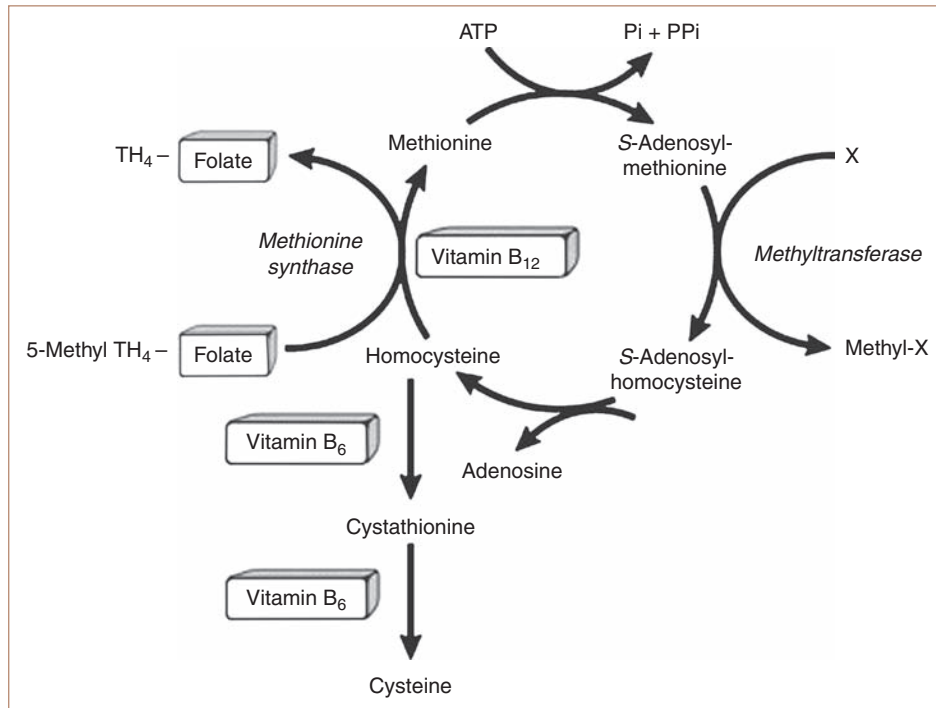 ATP
Pi + PPi
Methionine
S-Adenosyl-
methionine
X
TH₄ – Folate
Methionine
synthase
Vitamin B₁₂
Methyltransferase
5-Methyl TH₄ – Folate
Homocysteine
S-Adenosyl-
homocysteine
Methyl-X
Vitamin B₆
Adenosine
Cystathionine
Vitamin B₆
Cysteine